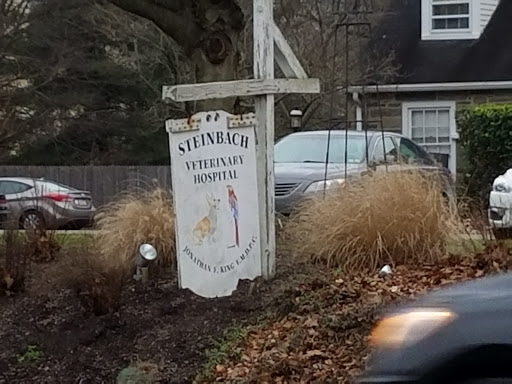 STEINBACH
VETERINARY
HOSPITAL
JONATHAN E. KING V.M.D., P.C.